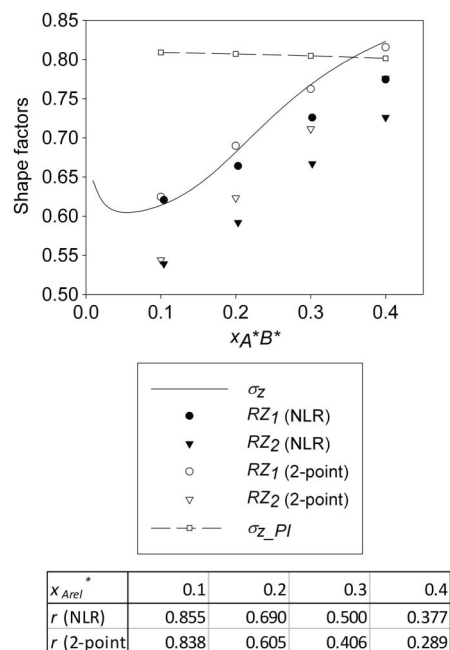 0.85
0.80
0.75
0.70
0.65
0.60
0.55
0.50
Shape factors
0.0 0.1 0.2 0.3 0.4
xA*B*
σz
RZ1 (NLR)
RZ2 (NLR)
RZ1 (2-point)
RZ2 (2-point)
σz_PI
xArel* 0.1 0.2 0.3 0.4
r (NLR) 0.855 0.690 0.500 0.377
r (2-point 0.838 0.605 0.406 0.289